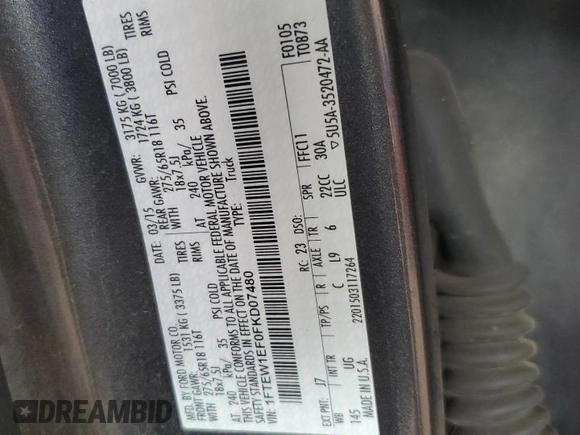 MFD. BY FORD MOTOR CO.
DATE: 03/15 GVWR: 3175 KG ( 7000 LB)
FRONT GAWR: 1531 KG ( 3375 LB) REAR GAWR: 1724 KG ( 3800 LB)
275/65R18 116T WITH 275/65R18 116T TIRES
18x7.5J WITH 18x7.5J RIMS
AT 240 kPa/ 35 PSI COLD AT 240 kPa/ 35 PSI COLD
THIS VEHICLE CONFORMS TO ALL APPLICABLE FEDERAL MOTOR VEHICLE
SAFETY STANDARDS IN EFFECT ON THE DATE OF MANUFACTURE SHOWN ABOVE.
VIN: 1FTEW1EF0FKD07480
TYPE: Truck
F0105
T0873
EXT PNT: J7 RC: 23 DSO: FFC11
WB INT TR TP/PS R AXLE TR SPR
145 UG C L9 6 22CC 30A
ULC
2201503117264
MADE IN U.S.A. ▽5U5A-3520472-AA
DREAMBID